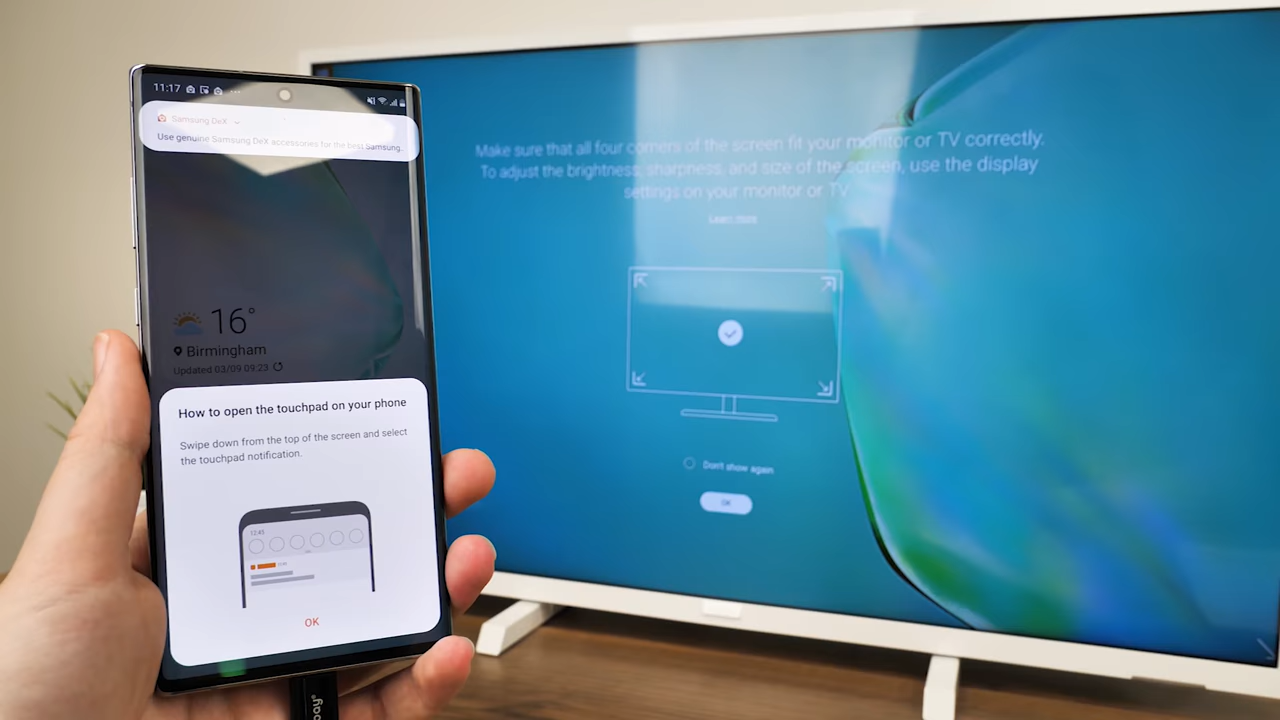 11:17
Samsung DeX
Use genuine Samsung DeX accessories for the best Samsung.
16°
Birmingham
Updated 03/09 09:23
How to open the touchpad on your phone
Swipe down from the top of the screen and select
the touchpad notification.
12:45
OK
Make sure that all four corners of the screen fit your monitor or TV correctly.
To adjust the brightness, sharpness, and size of the screen, use the display
settings on your monitor or TV
Learn more
Don't show again
OK